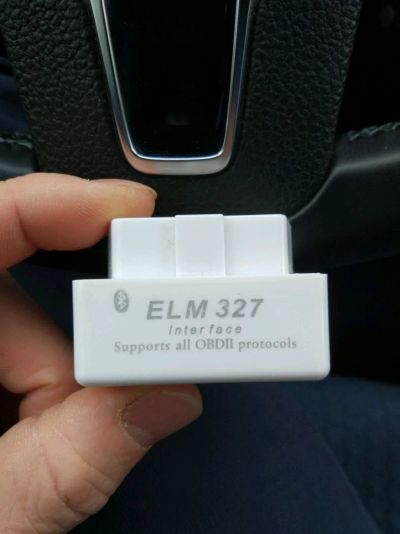 ELM 327
Interface
Supports all OBDII protocols